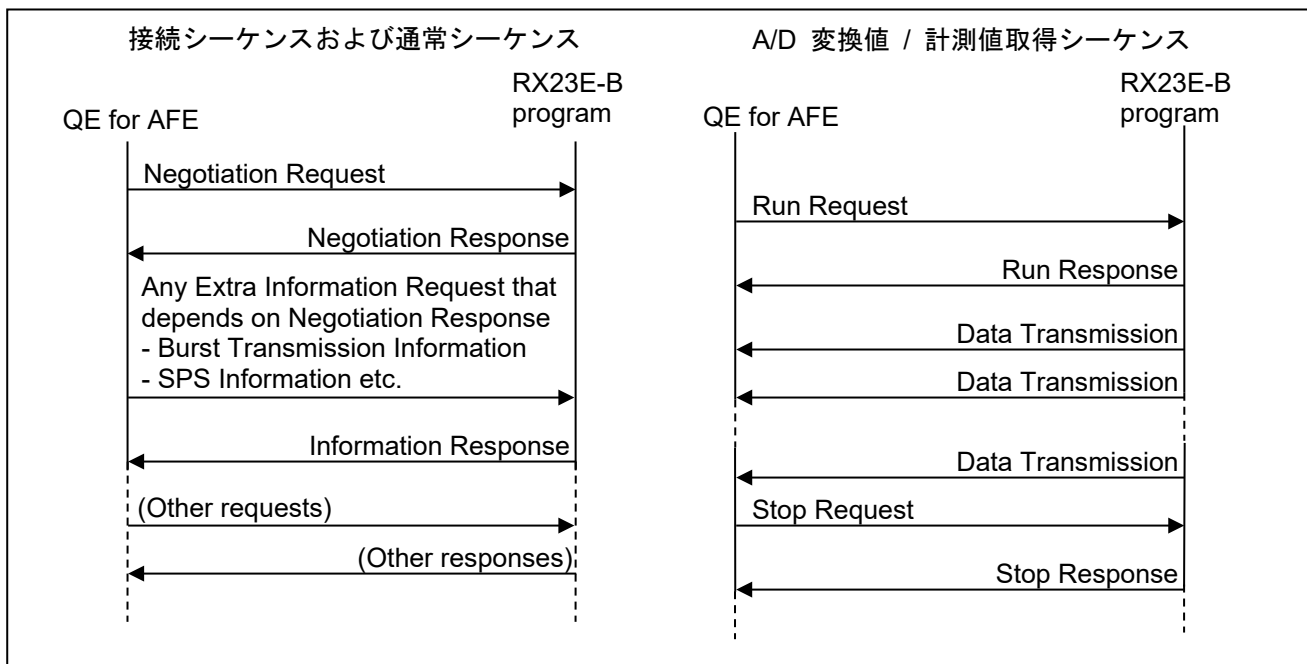 接続シーケンスおよび通常シーケンス
QE for AFE
RX23E-B
program
Negotiation Request
Negotiation Response
Any Extra Information Request that
depends on Negotiation Response
- Burst Transmission Information
- SPS Information etc.
Information Response
(Other requests)
(Other responses)
A/D 変換値 / 計測値取得シーケンス
QE for AFE
RX23E-B
program
Run Request
Run Response
Data Transmission
Data Transmission
Data Transmission
Stop Request
Stop Response